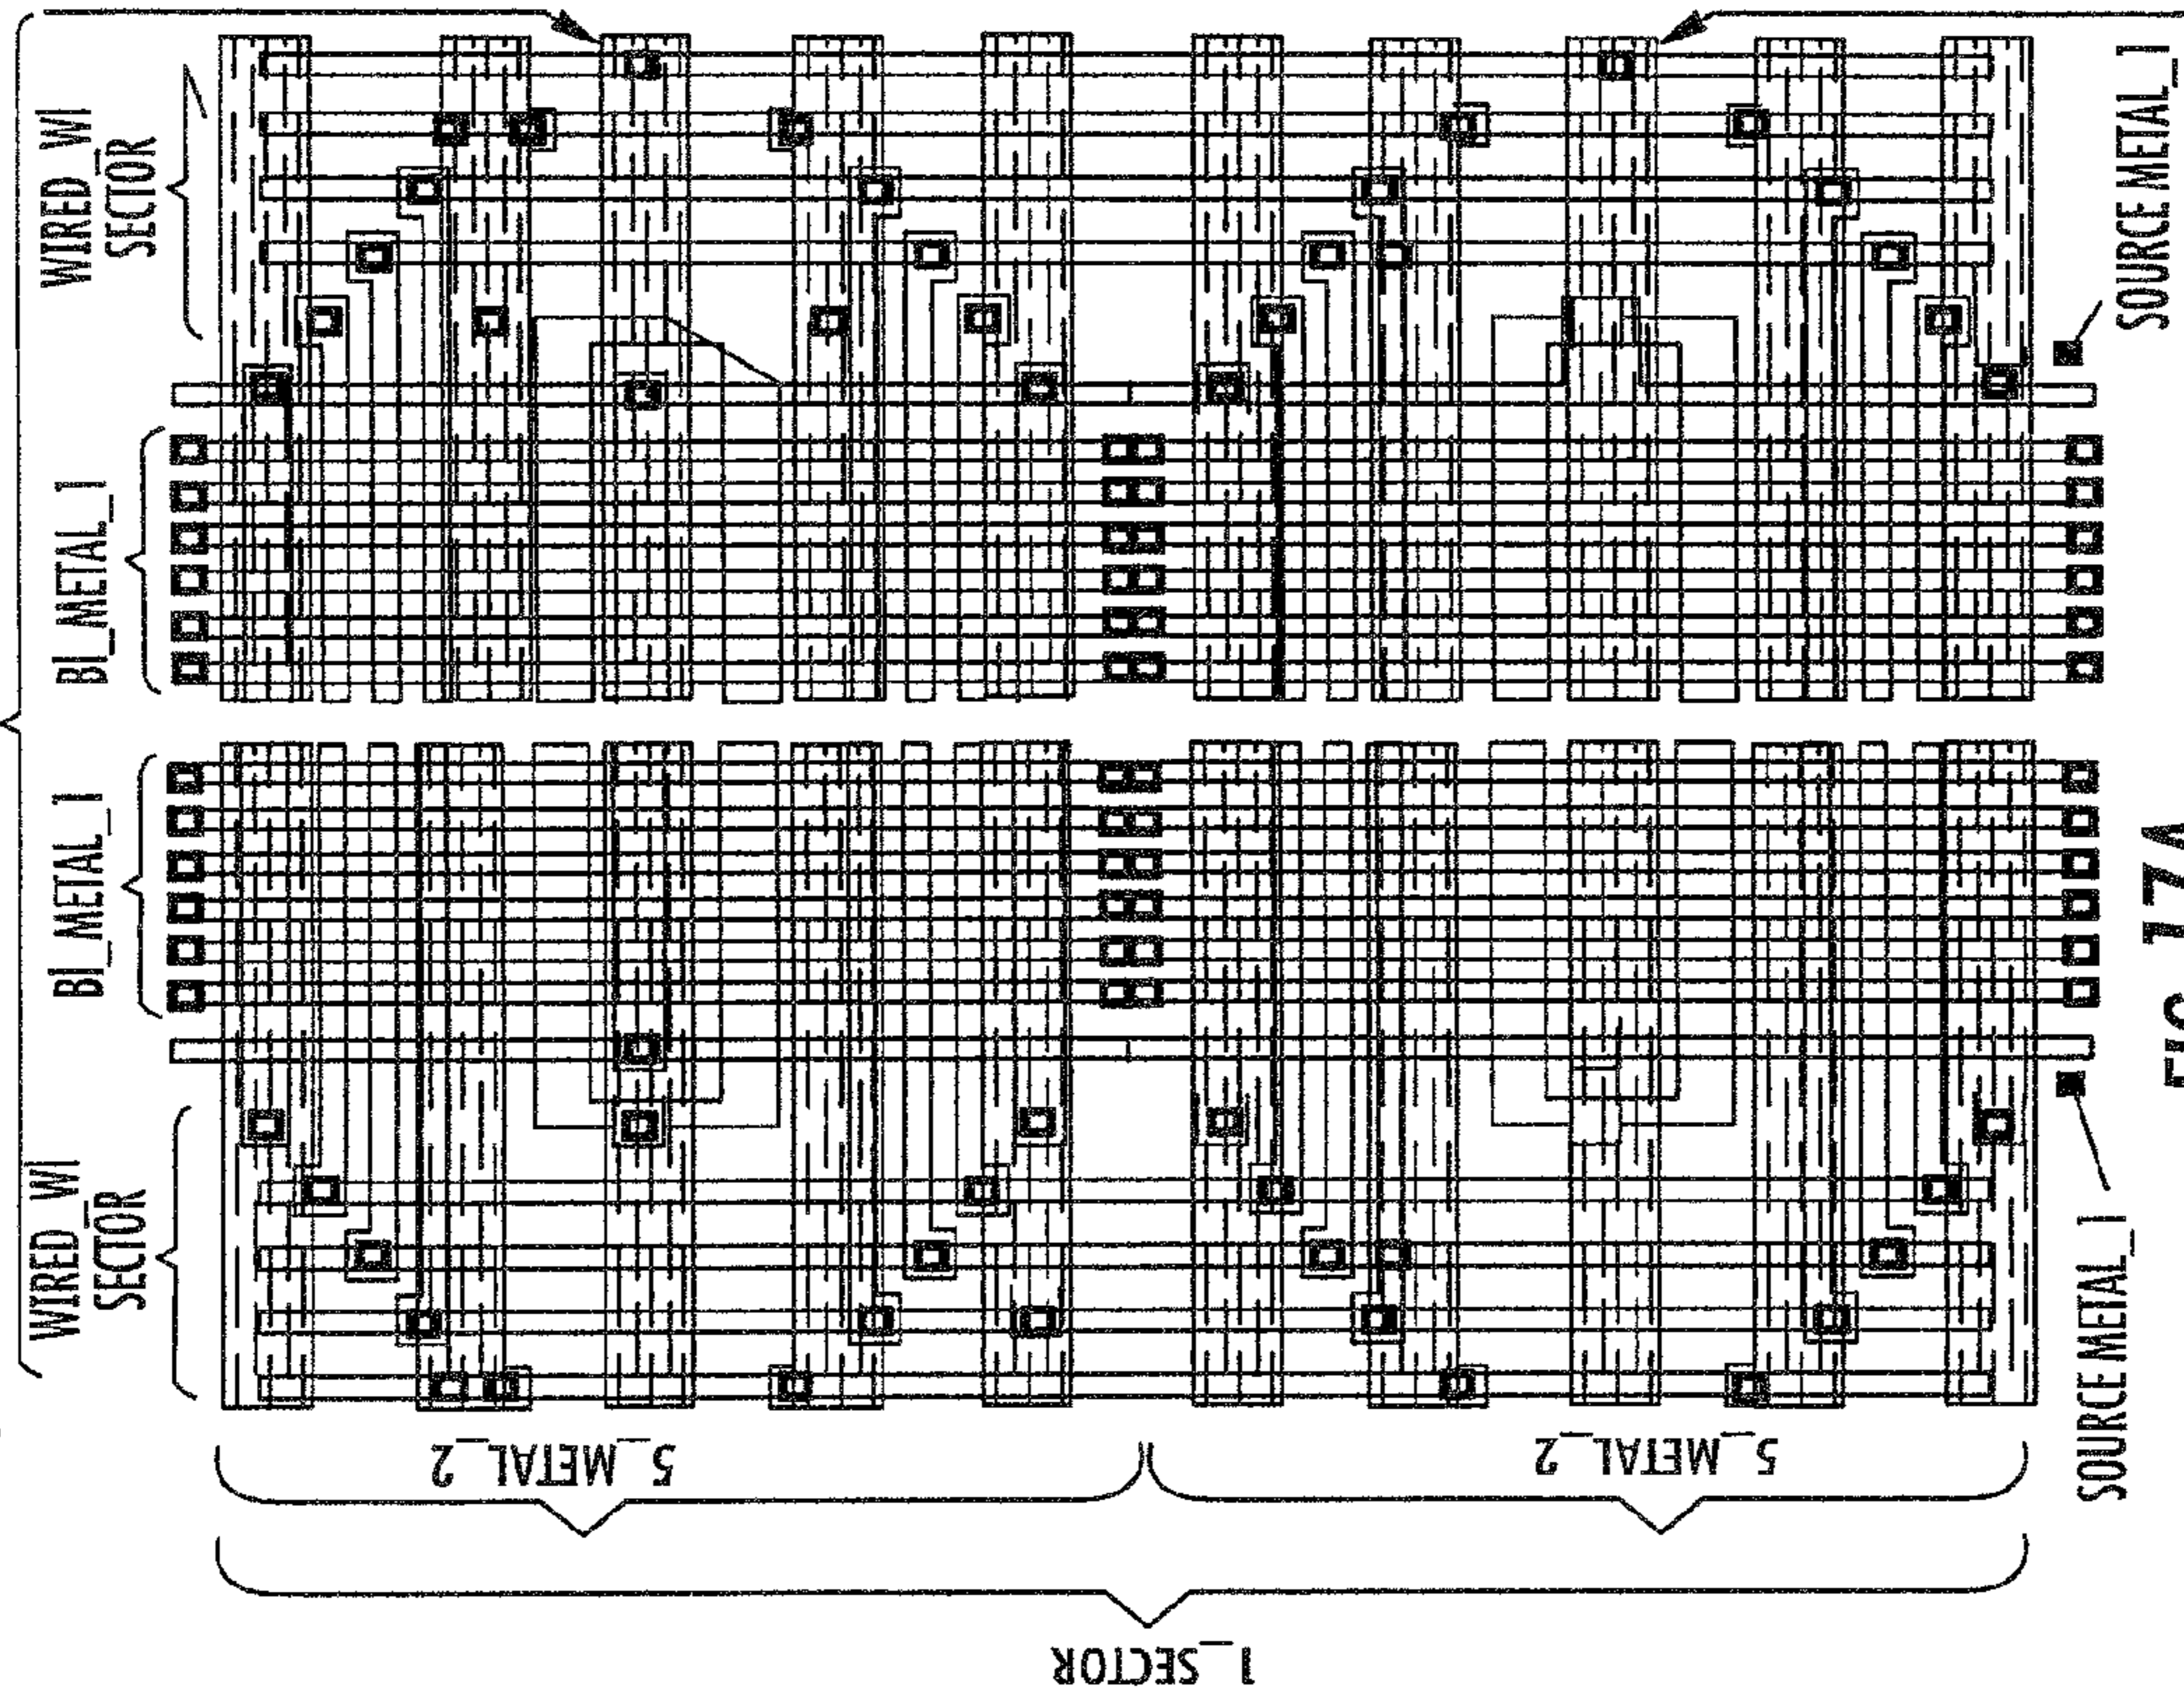 WIRED_WI
SECTOR
BI_METAL_1
BI_METAL_1
WIRED_WI
SECTOR
5_METAL_2
5_METAL_2
1_SECTOR
SOURCE METAL_1
SOURCE METAL_1